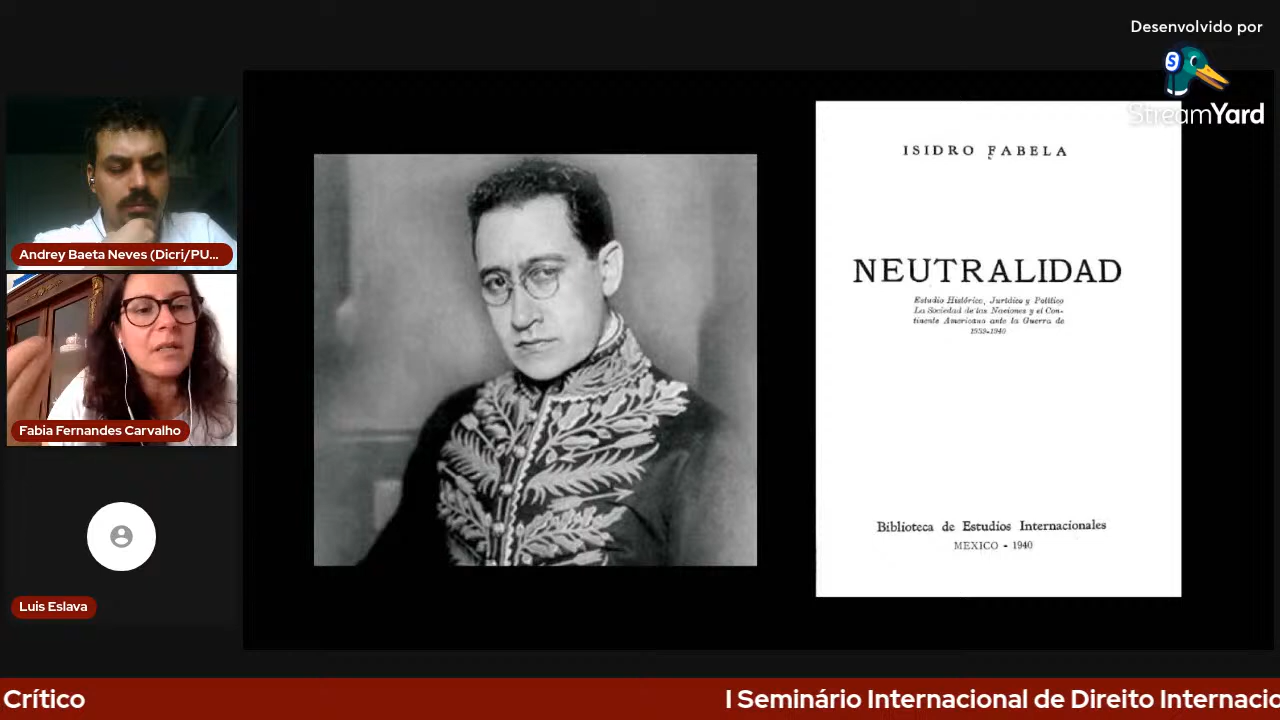 Desenvolvido por
S
StreamYard
Andrey Baeta Neves (Dicri/PU...
Fabia Fernandes Carvalho
Luis Eslava
ISIDRO FABELA
NEUTRALIDAD
Estudio Histórico, Jurídico y Político
La Sociedad de las Naciones y el Con-
tinente Americano ante la Guerra de
1939-1940
Biblioteca de Estudios Internacionales
MEXICO - 1940
Crítico
I Seminário Internacional de Direito Internacio